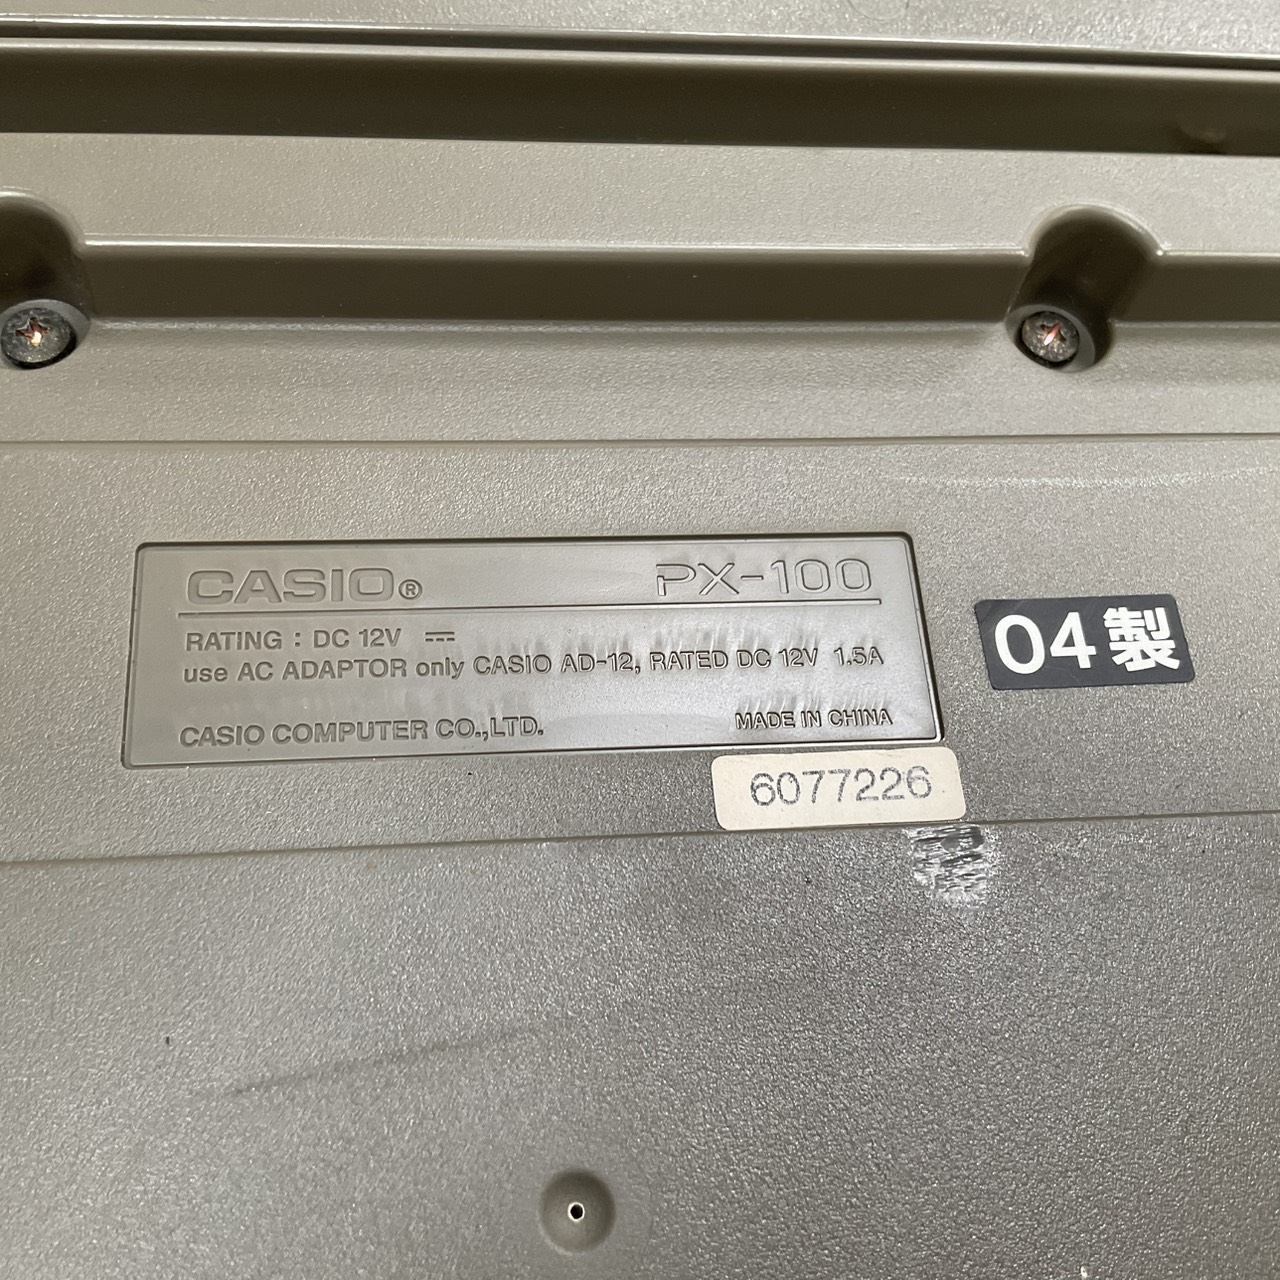 CASIO® PX-100
RATING : DC 12V ⎓
use AC ADAPTOR only CASIO AD-12, RATED DC 12V 1.5A
CASIO COMPUTER CO.,LTD. MADE IN CHINA
04製
6077226